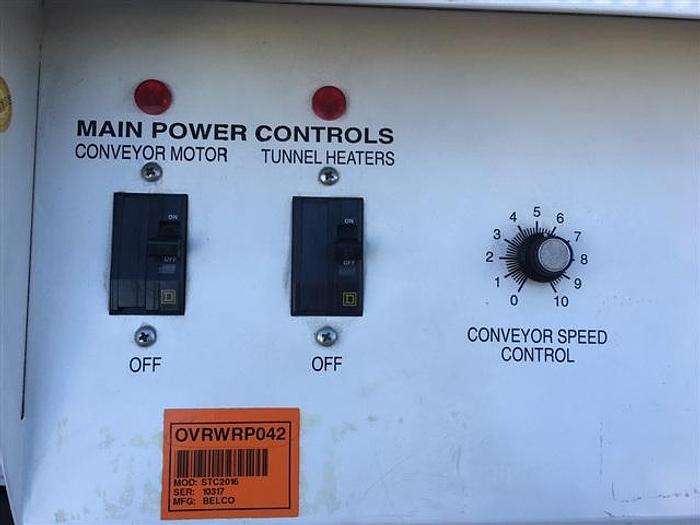 MAIN POWER CONTROLS
CONVEYOR MOTOR
TUNNEL HEATERS
ON
OFF
OFF
ON
OFF
OFF
0 1 2 3 4 5 6 7 8 9 10
CONVEYOR SPEED
CONTROL
OVRWRP042
MOD: STC2016
SER: 10317
MFG: BELCO